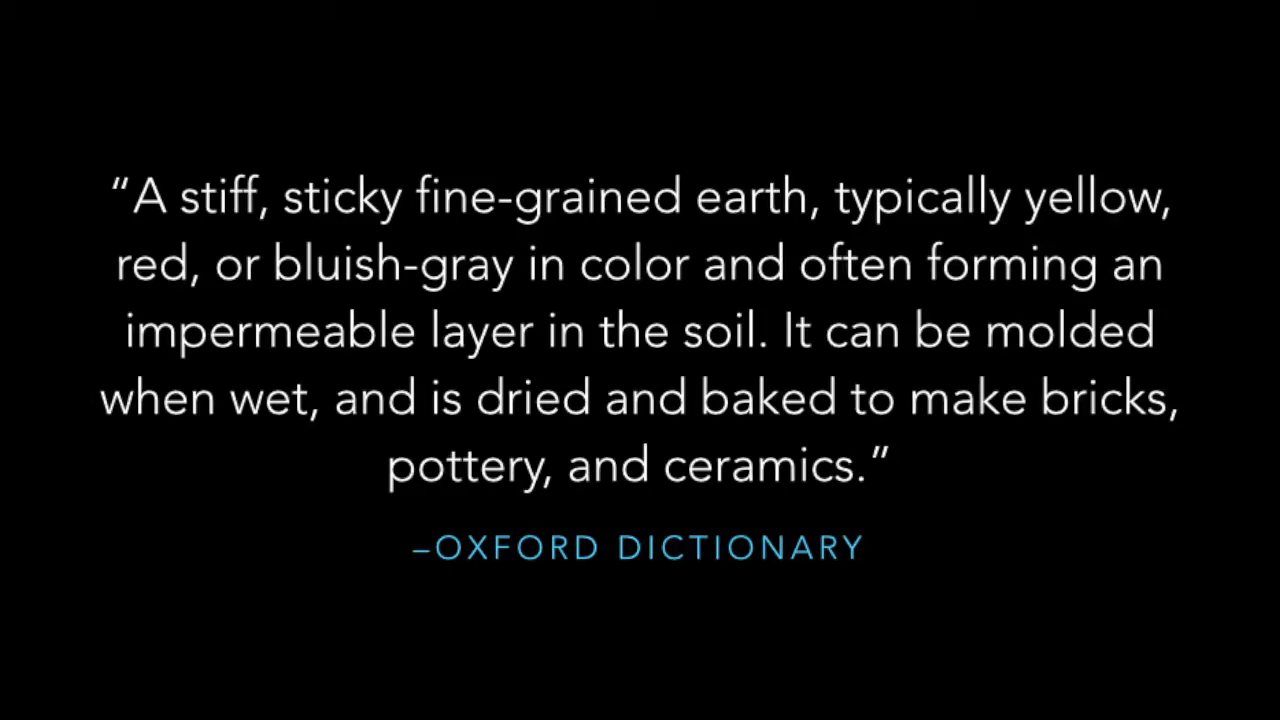 “A stiff, sticky fine-grained earth, typically yellow,
red, or bluish-gray in color and often forming an
impermeable layer in the soil. It can be molded
when wet, and is dried and baked to make bricks,
pottery, and ceramics.”
–OXFORD DICTIONARY